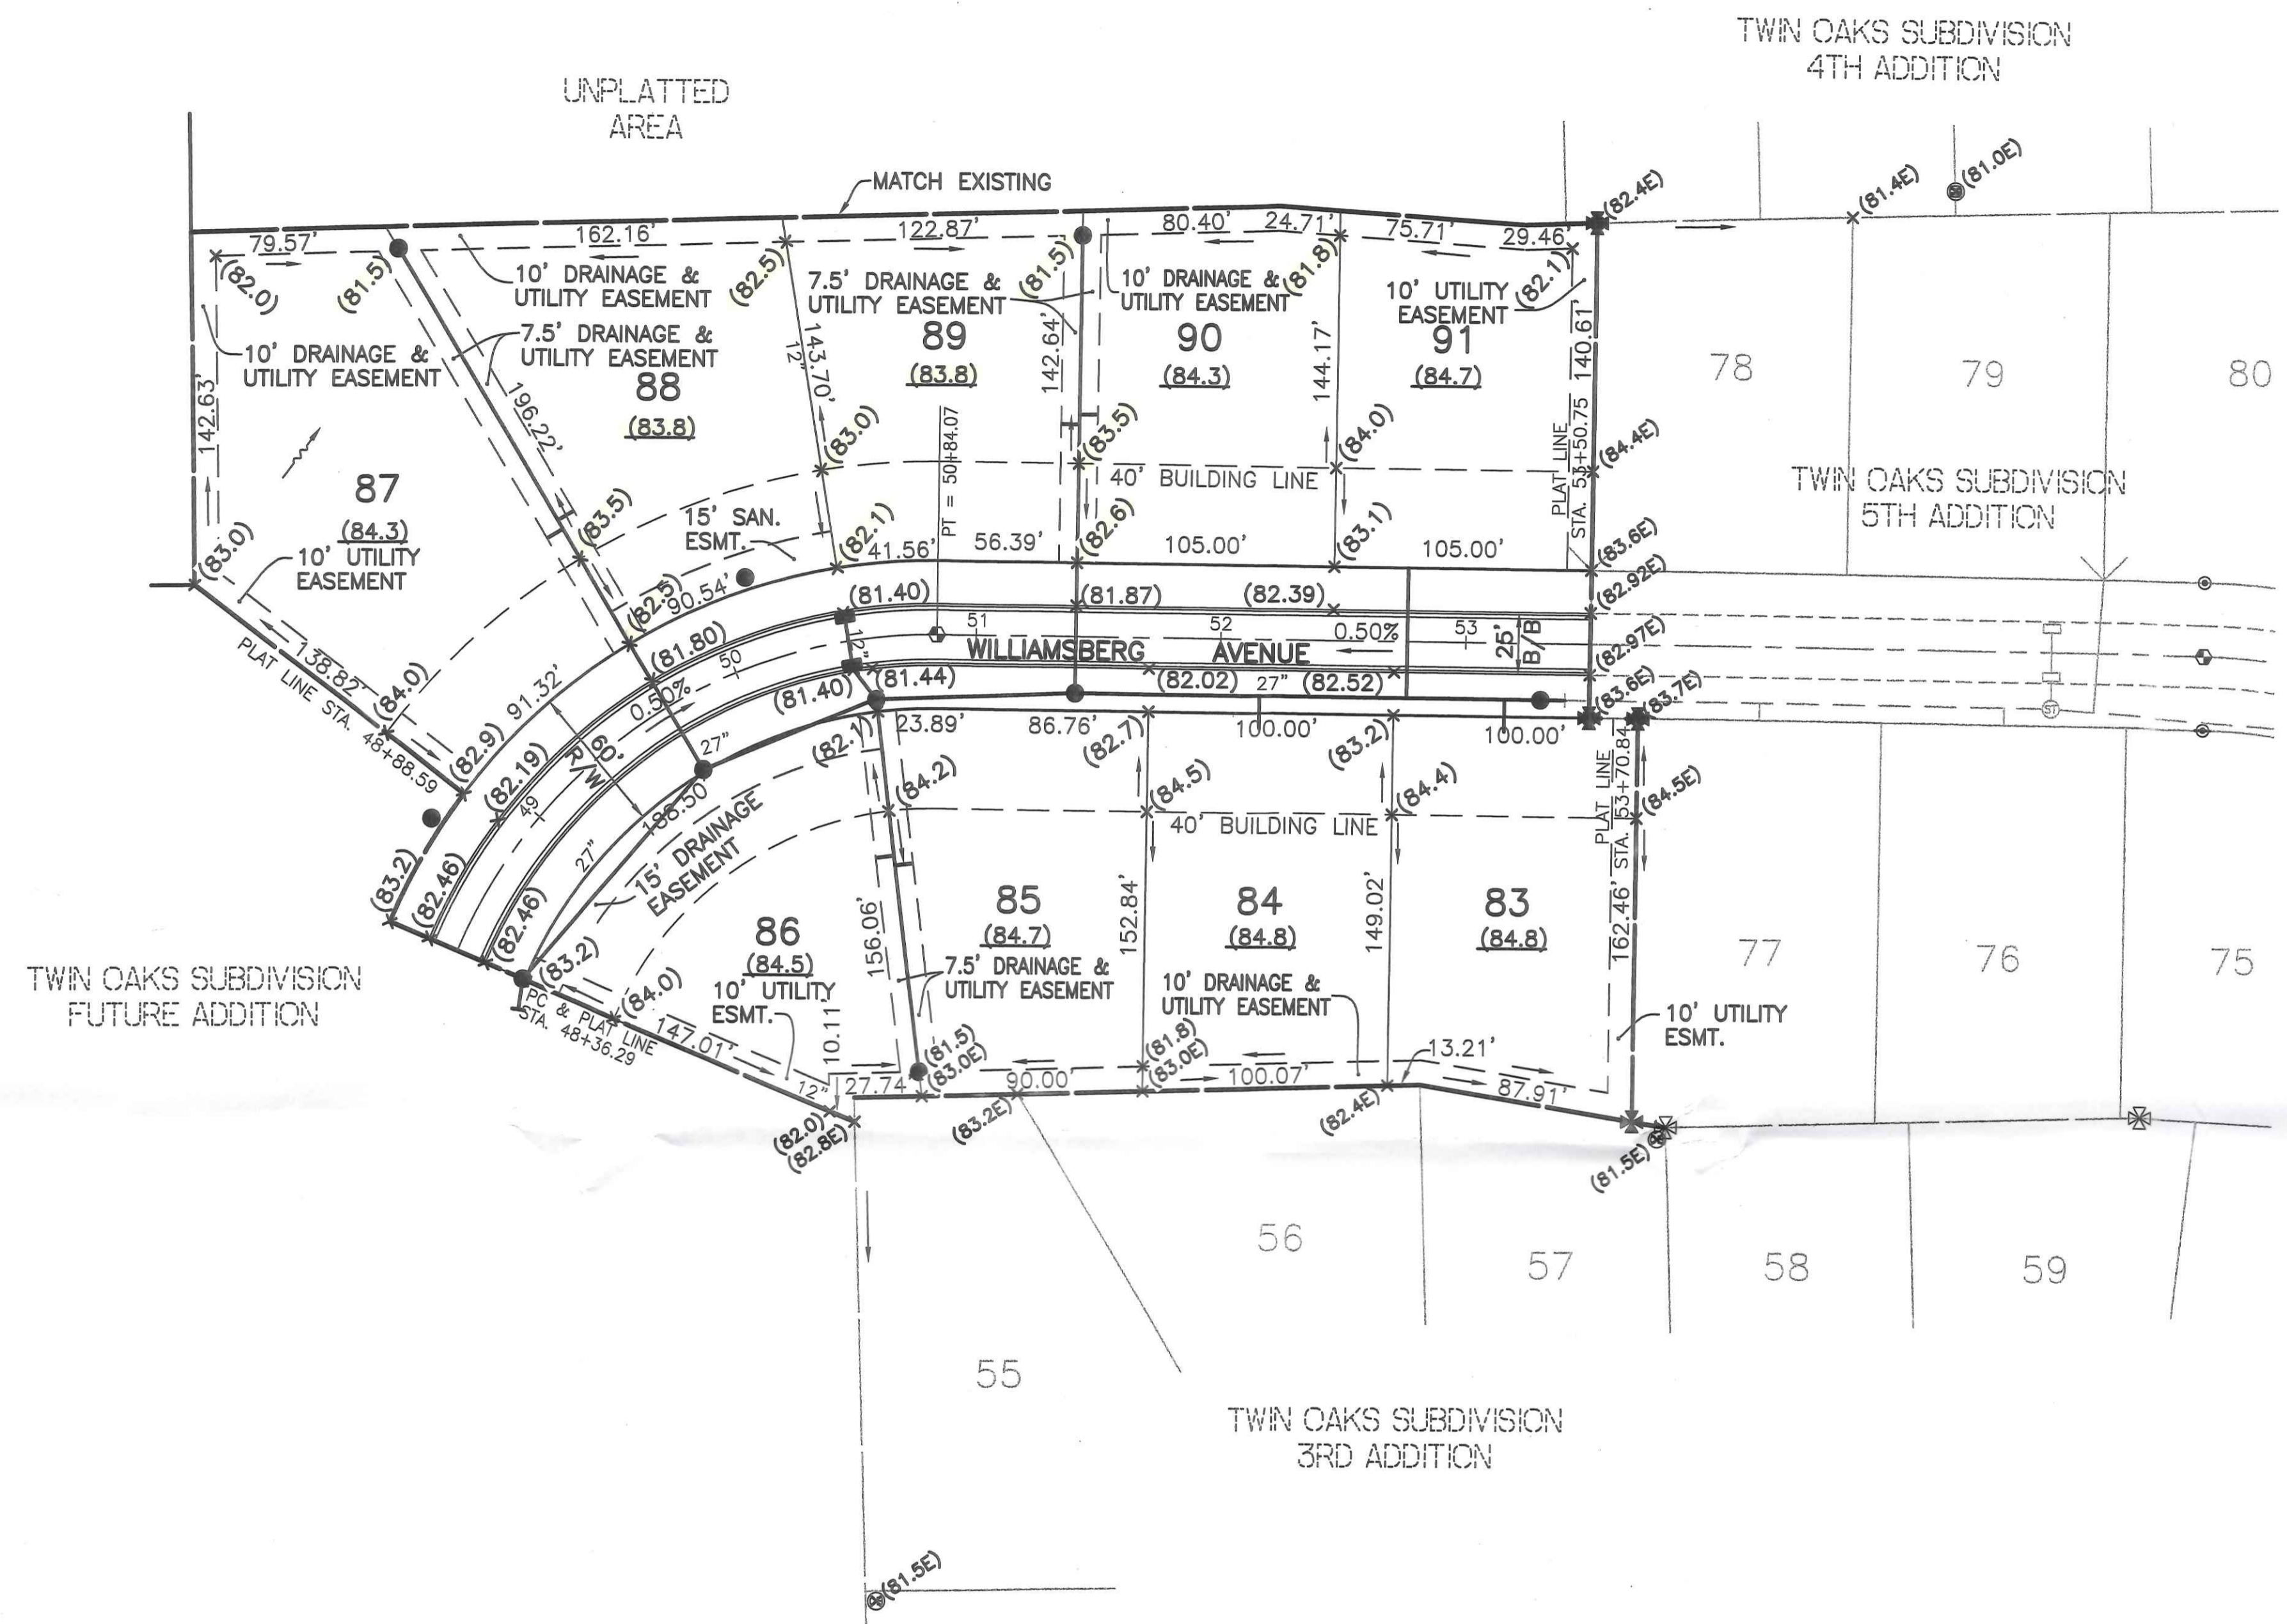 TWIN OAKS SUBDIVISION
4TH ADDITION
UNPLATTED
AREA
MATCH EXISTING
(82.4E)
(81.4E)
(81.0E)
79.57'
162.16'
122.87'
80.40'
24.71'
75.71'
29.46'
(82.0)
(81.5)
(82.5)
(81.5)
(81.8)
(82.1)
10' DRAINAGE &
UTILITY EASEMENT
7.5' DRAINAGE &
UTILITY EASEMENT
10' DRAINAGE &
UTILITY EASEMENT
10' UTILITY
EASEMENT
7.5' DRAINAGE &
UTILITY EASEMENT
10' DRAINAGE &
UTILITY EASEMENT
142.63'
196.22'
143.70'
12"
142.64'
144.17'
140.61'
PLAT LINE
STA. 53+50.75
87
(84.3)
88
(83.8)
89
(83.8)
90
(84.3)
91
(84.7)
78
79
80
(83.0)
(83.5)
(84.0)
(84.4E)
PT = 50+84.07
40' BUILDING LINE
TWIN OAKS SUBDIVISION
5TH ADDITION
(83.0)
10' UTILITY
EASEMENT
(83.5)
15' SAN.
ESMT.
(82.1)
(82.6)
(83.1)
(83.6E)
(82.92E)
41.56'
56.39'
105.00'
105.00'
(82.5)
90.54'
(81.40)
(81.87)
(82.39)
51
52
0.50%
53
25'
B/B
WILLIAMSBERG AVENUE
12"
(81.80)
50
0.50%
(82.97E)
(81.40)
(81.44)
(82.02)
27"
(82.52)
(83.6E)
(83.7E)
138.82'
PLAT LINE STA. 48+88.59
(84.0)
91.32'
(82.9)
(82.19)
49
60'
R/W
27"
188.50'
(82.1)
23.89'
86.76'
(82.7)
100.00'
(83.2)
100.00'
PLAT LINE
STA. 53+70.84
(84.2)
(84.5)
(84.4)
(84.5E)
40' BUILDING LINE
(83.2)
(82.46)
(82.46)
27"
15' DRAINAGE
EASEMENT
(83.2)
86
(84.5)
85
(84.7)
84
(84.8)
83
(84.8)
77
76
75
156.06'
152.84'
149.02'
162.46'
TWIN OAKS SUBDIVISION
FUTURE ADDITION
PC & PLAT LINE
STA. 48+36.29
(84.0)
147.01'
10' UTILITY
ESMT.
10.11'
7.5' DRAINAGE &
UTILITY EASEMENT
10' DRAINAGE &
UTILITY EASEMENT
10' UTILITY
ESMT.
12"
27.74'
(81.5)
(83.0E)
90.00'
(81.8)
(83.0E)
100.07'
13.21'
87.91'
(82.0)
(82.8E)
(83.2E)
(82.4E)
(81.5E)
ST
55
56
57
58
59
TWIN OAKS SUBDIVISION
3RD ADDITION
(81.5E)